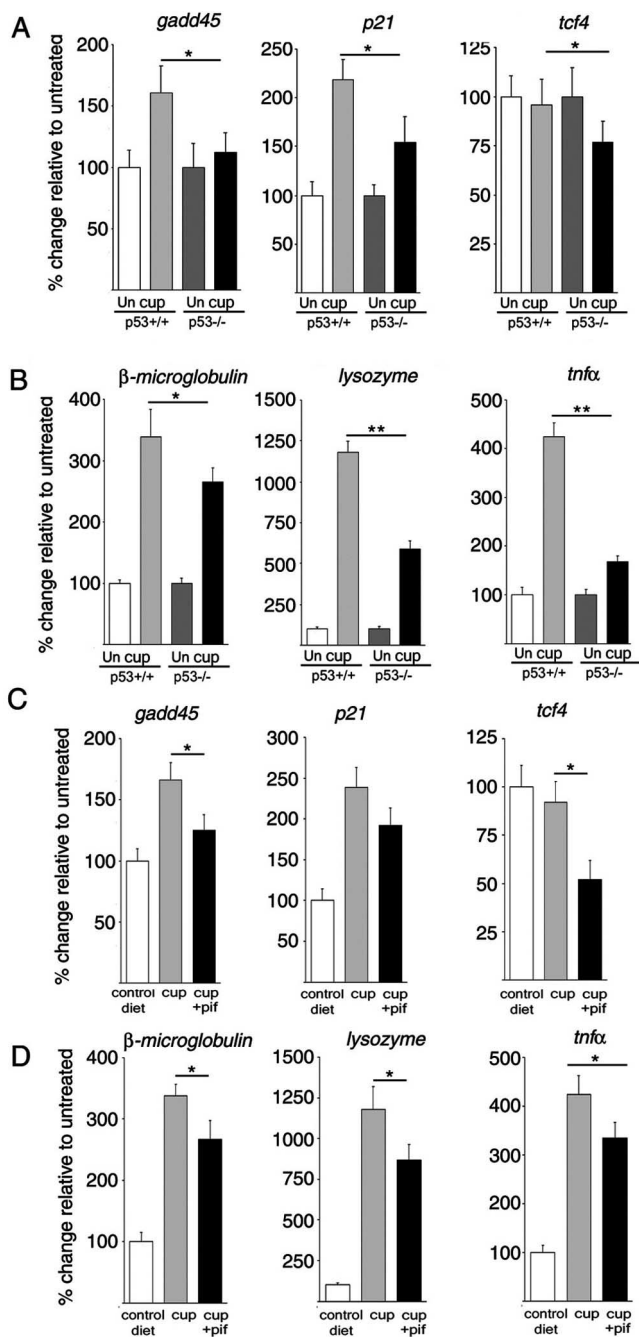 A
gadd45
p21
tcf4
% change relative to untreated
200
150
100
50
*
Un cup Un cup
p53+/+ p53-/-
250
200
150
100
50
*
Un cup Un cup
p53+/+ p53-/-
125
100
75
50
25
*
Un cup Un cup
p53+/+ p53-/-
B
β-microglobulin
lysozyme
tnfα
% change relative to untreated
400
300
200
100
*
Un cup Un cup
p53+/+ p53-/-
1500
1250
1000
750
500
250
100
**
Un cup Un cup
p53+/+ p53-/-
500
400
300
200
100
**
Un cup Un cup
p53+/+ p53-/-
C
gadd45
p21
tcf4
% change relative to untreated
200
150
100
50
*
control cup cup
diet +pif
300
250
200
150
100
50
control cup cup
diet +pif
125
100
75
50
25
*
control cup cup
diet +pif
D
β-microglobulin
lysozyme
tnfα
% change relative to untreated
400
300
200
100
*
control cup cup
diet +pif
1500
1250
1000
750
500
250
100
*
control cup cup
diet +pif
500
400
300
200
100
*
control cup cup
diet +pif